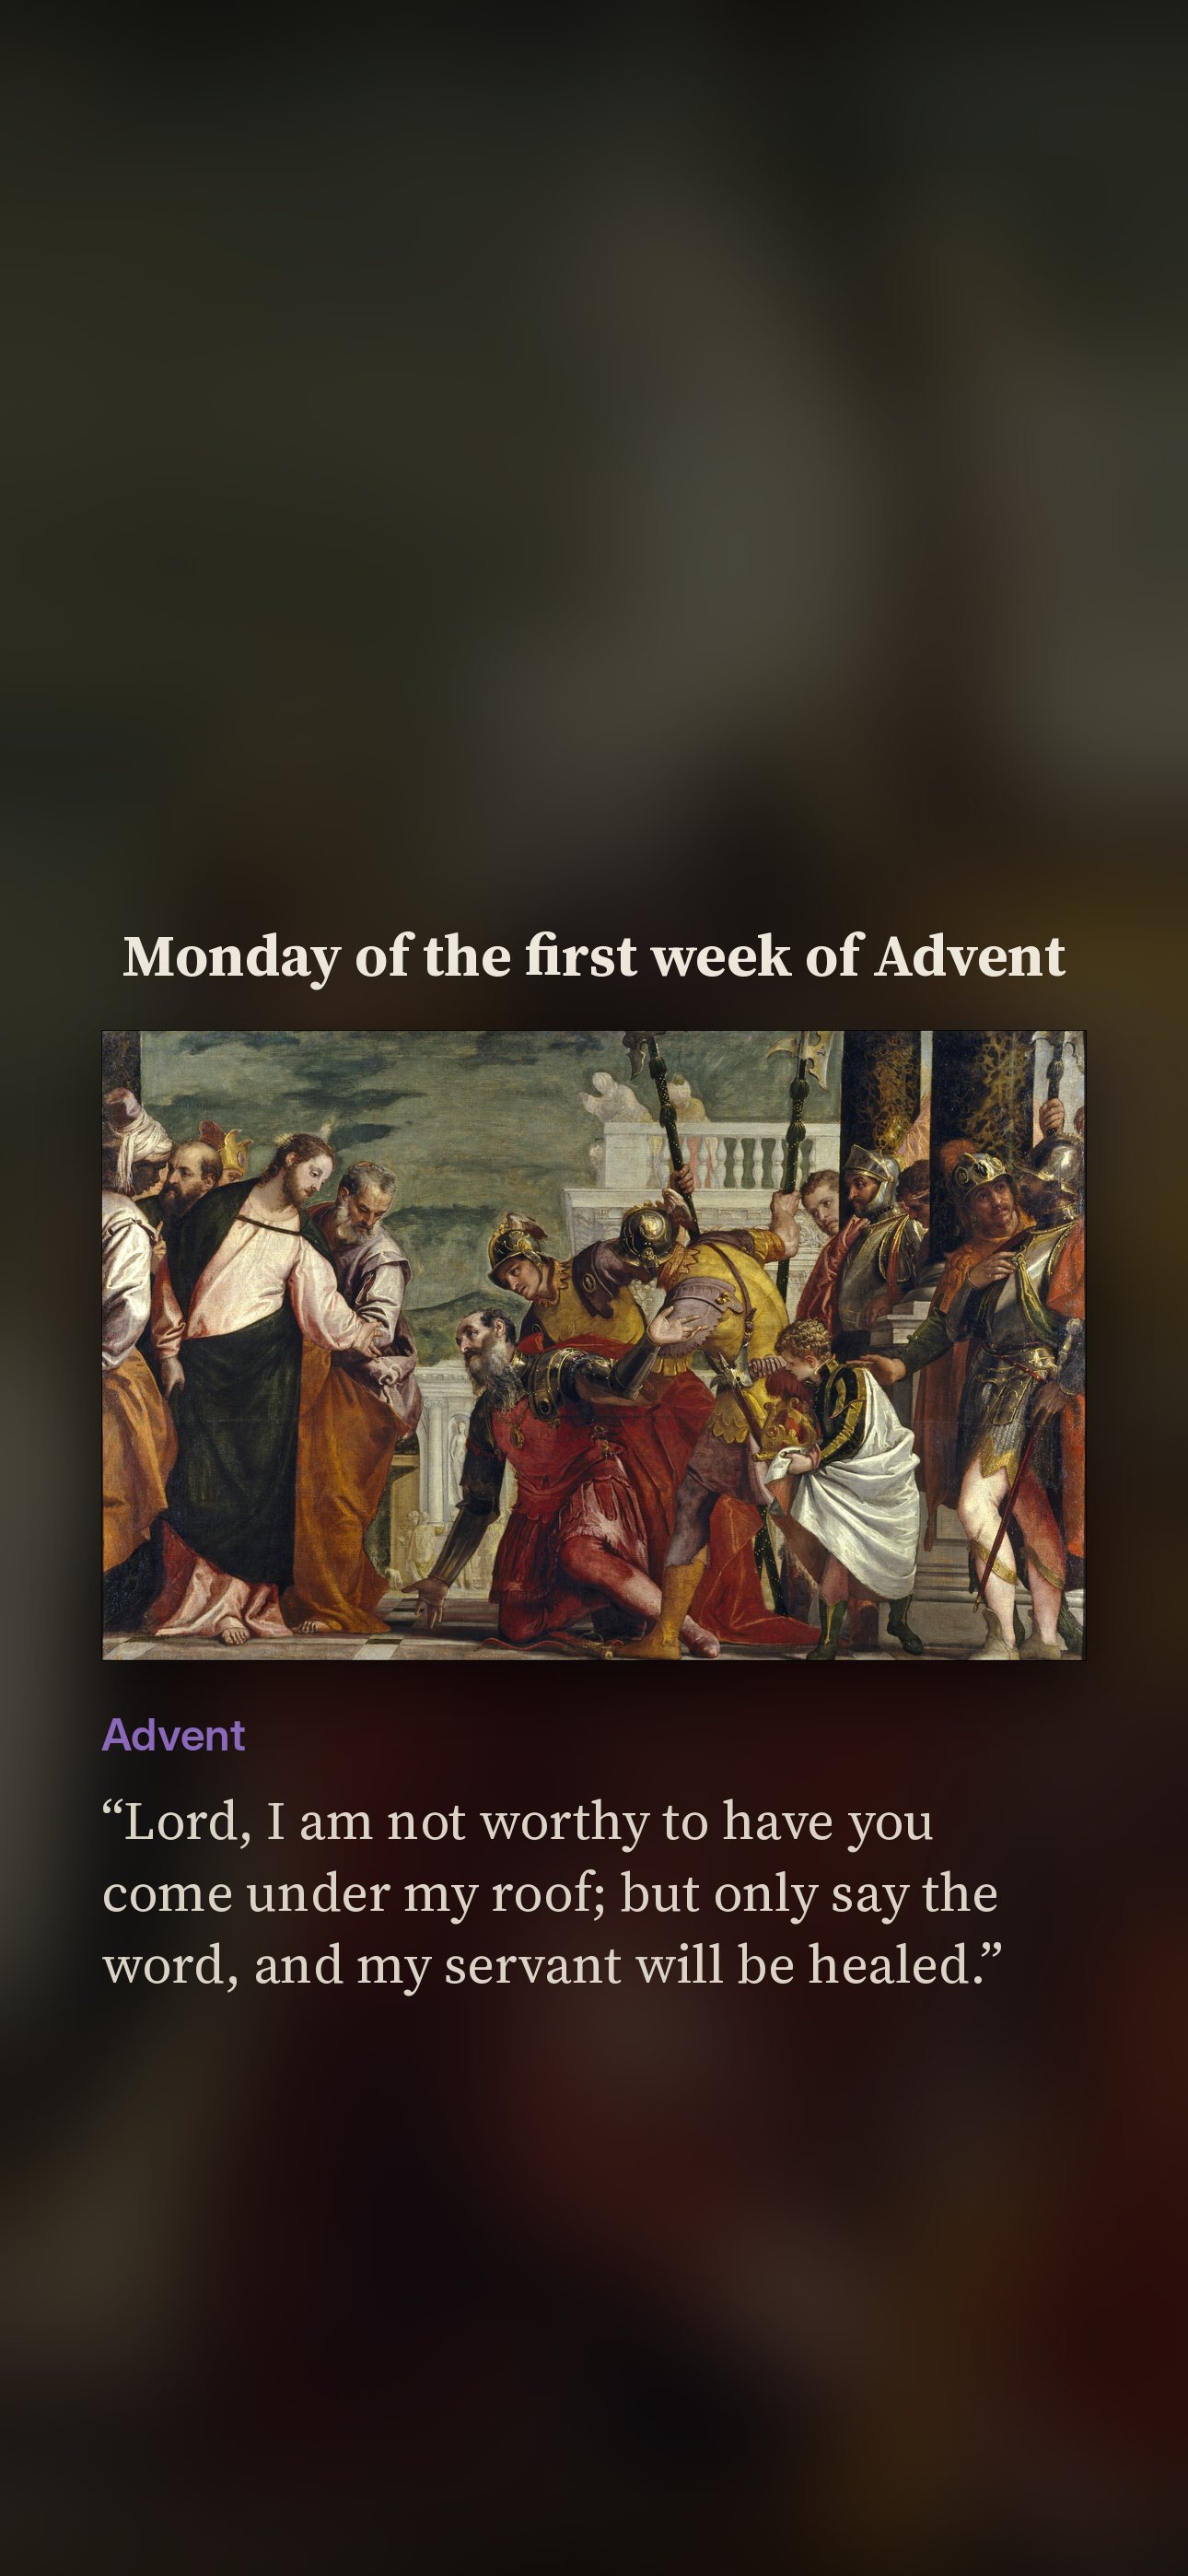 Monday of the first week of Advent
Advent
“Lord, I am not worthy to have you
come under my roof; but only say the
word, and my servant will be healed.”